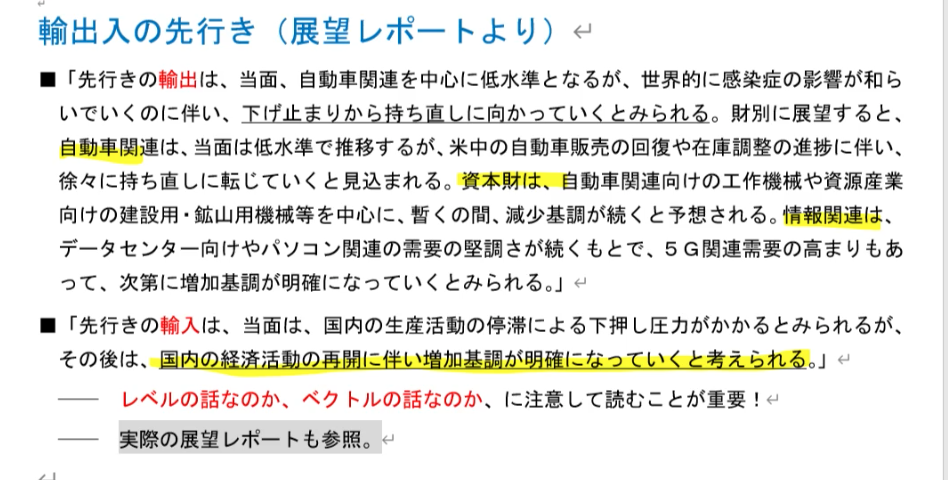 輸出入の先行き（展望レポートより）
■「先行きの輸出は、当面、自動車関連を中心に低水準となるが、世界的に感染症の影響が和ら
いでいくのに伴い、下げ止まりから持ち直しに向かっていくとみられる。財別に展望すると、
自動車関連は、当面は低水準で推移するが、米中の自動車販売の回復や在庫調整の進捗に伴い、
徐々に持ち直しに転じていくと見込まれる。資本財は、自動車関連向けの工作機械や資源産業
向けの建設用・鉱山用機械等を中心に、暫くの間、減少基調が続くと予想される。情報関連は、
データセンター向けやパソコン関連の需要の堅調さが続くもとで、５Ｇ関連需要の高まりもあ
って、次第に増加基調が明確になっていくとみられる。」
■「先行きの輸入は、当面は、国内の生産活動の停滞による下押し圧力がかかるとみられるが、
その後は、国内の経済活動の再開に伴い増加基調が明確になっていくと考えられる。」
―― レベルの話なのか、ベクトルの話なのか、に注意して読むことが重要！
―― 実際の展望レポートも参照。